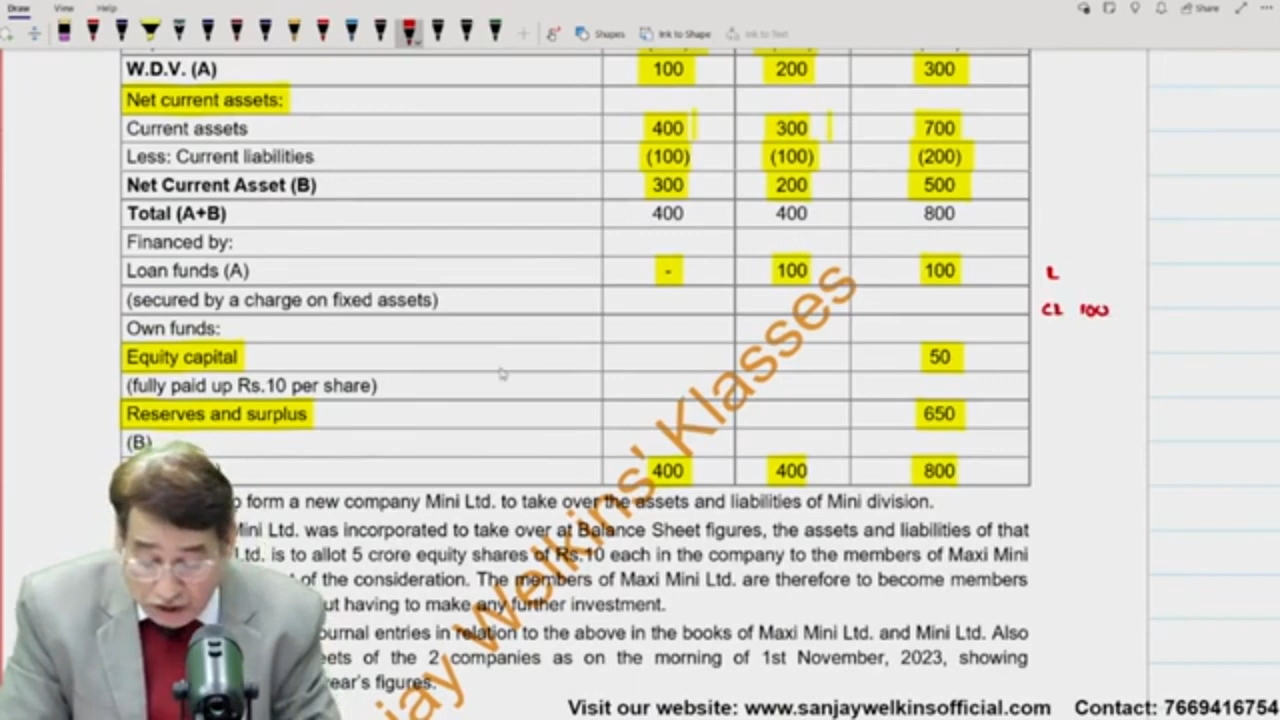 Draw View Help
Share
Shapes Ink to Shape Ink to Text
W.D.V. (A) 100 200 300
Net current assets:
Current assets 400 300 700
Less: Current liabilities (100) (100) (200)
Net Current Asset (B) 300 200 500
Total (A+B) 400 400 800
Financed by:
Loan funds (A) - 100 100 L
(secured by a charge on fixed assets) CL 100
Own funds:
Equity capital 50
(fully paid up Rs.10 per share)
Reserves and surplus 650
(B)
400 400 800
o form a new company Mini Ltd. to take over the assets and liabilities of Mini division.
Mini Ltd. was incorporated to take over at Balance Sheet figures, the assets and liabilities of that
Ltd. is to allot 5 crore equity shares of Rs.10 each in the company to the members of Maxi Mini
of the consideration. The members of Maxi Mini Ltd. are therefore to become members
ut having to make any further investment.
ournal entries in relation to the above in the books of Maxi Mini Ltd. and Mini Ltd. Also
eets of the 2 companies as on the morning of 1st November, 2023, showing
ear's figures.
jay Welkins' Klasses
Visit our website: www.sanjaywelkinsofficial.com Contact: 7669416754